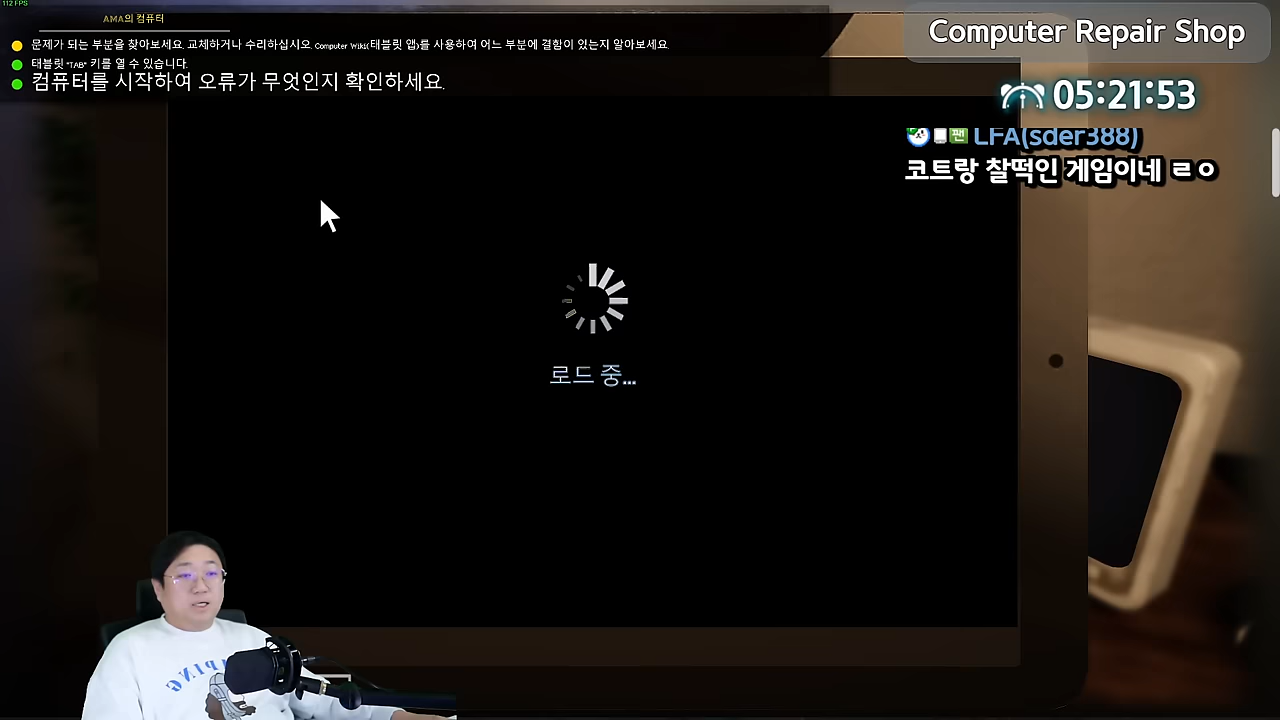 112 FPS
AMA의 컴퓨터
문제가 되는 부분을 찾아보세요. 교체하거나 수리하십시오. Computer Wiki(태블릿 앱)를 사용하여 어느 부분에 결함이 있는지 알아보세요.
태블릿 "TAB" 키를 열 수 있습니다.
컴퓨터를 시작하여 오류가 무엇인지 확인하세요.
Computer Repair Shop
05:21:53
팬 LFA(sder388)
코트랑 찰떡인 게임이네 ㄹㅇ
로드 중...